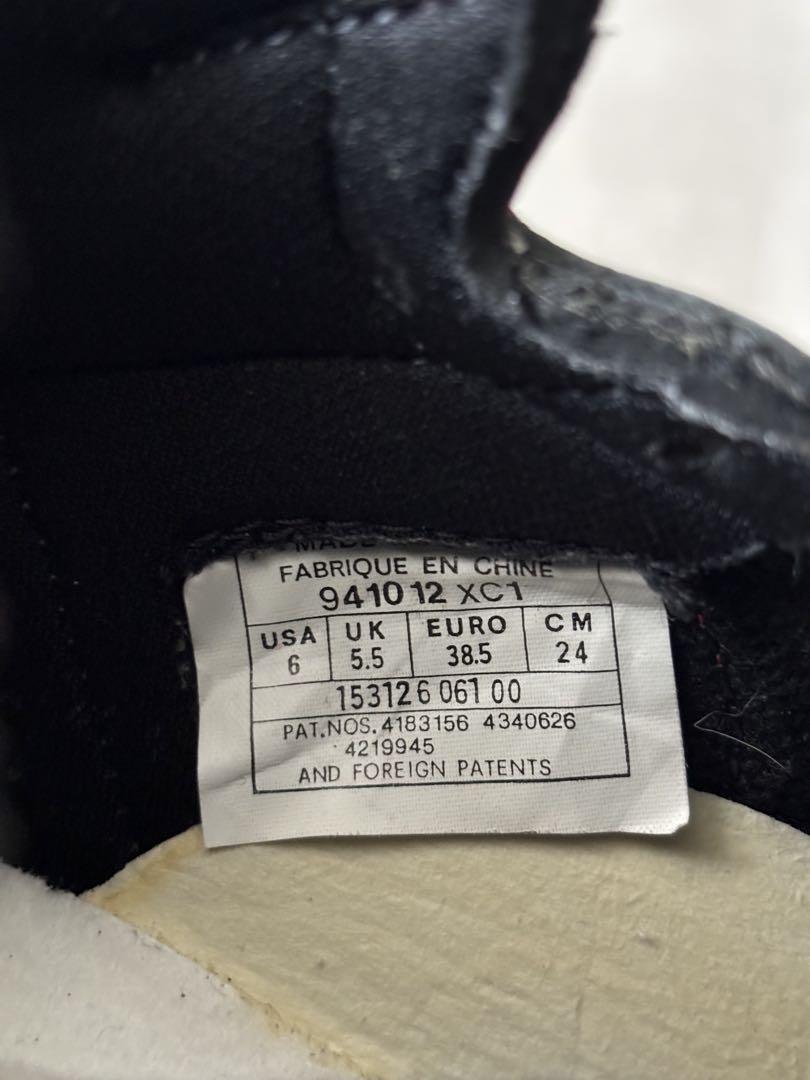 MADE
FABRIQUE EN CHINE
941012 XC1
USA UK EURO CM
6 5.5 38.5 24
153126 061 00
PAT.NOS. 4183156 4340626
4219945
AND FOREIGN PATENTS